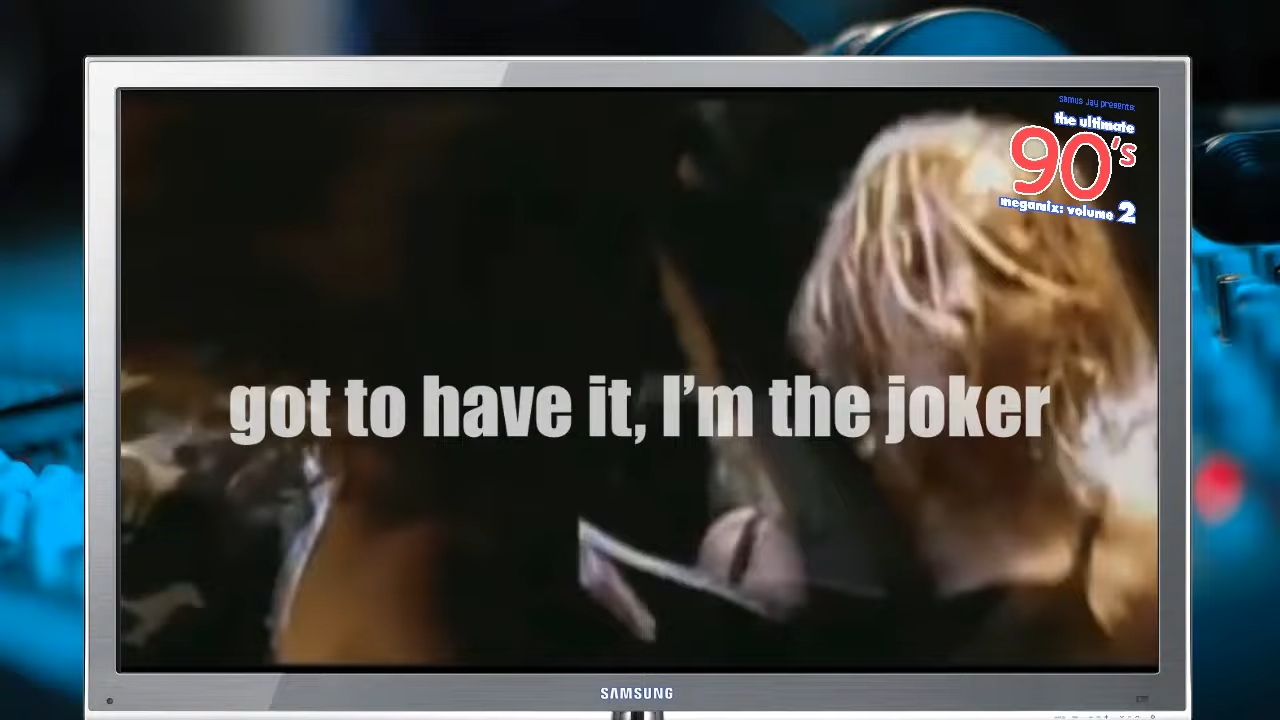 samus jay presents:
the ultimate
90's
megamix: volume 2
got to have it, I'm the joker
SAMSUNG